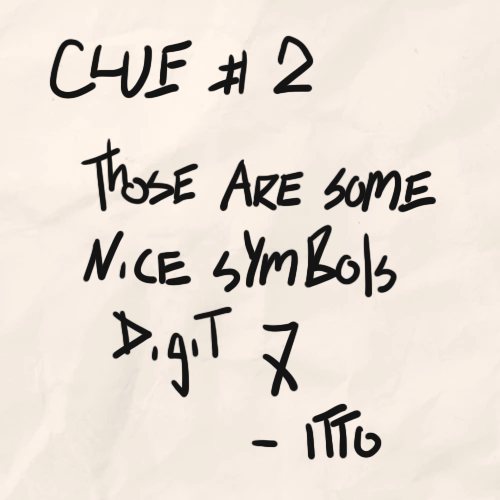 CLUE # 2
Those ARE SOME
NiCE SYmBols
DigiT 7
- ITTO